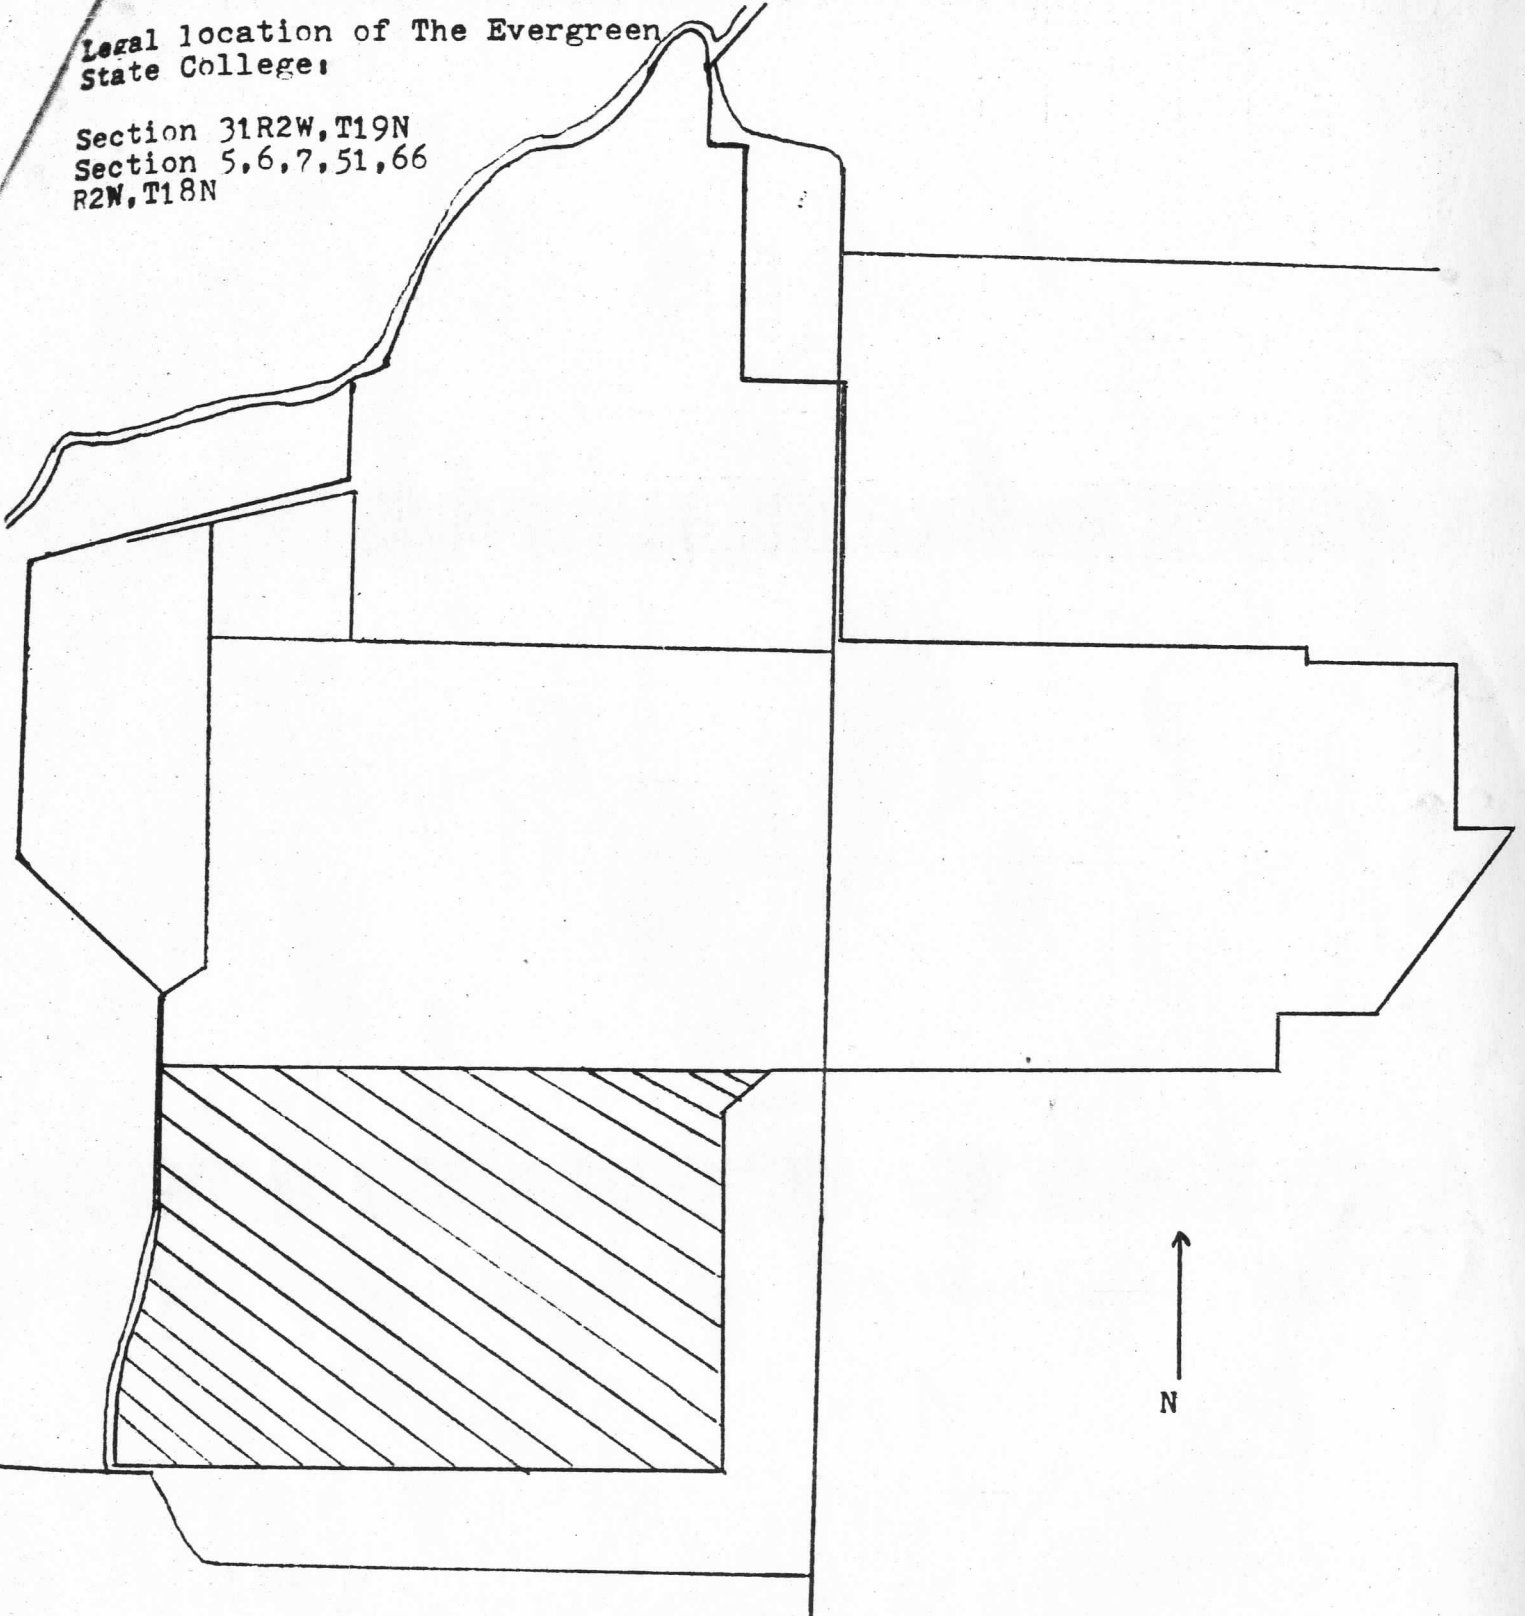 Legal location of The Evergreen
State College:
Section 31R2W,T19N
Section 5,6,7,51,66
R2W,T18N
N